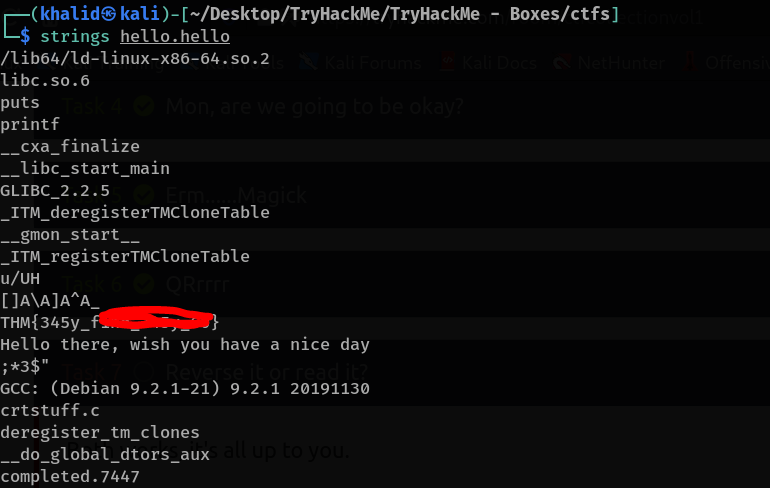 ┌──(khalid㉿kali)-[~/Desktop/TryHackMe/TryHackMe - Boxes/ctfs]
└─$ strings hello.hello
/lib64/ld-linux-x86-64.so.2
libc.so.6
Kali Forums Kali Docs NetHunter Offensiv
puts
Task 4 Mon, are we going to be okay?
printf
__cxa_finalize
__libc_start_main
GLIBC_2.2.5
Erm......Magick
_ITM_deregisterTMCloneTable
__gmon_start__
_ITM_registerTMCloneTable
u/UH
Task 6 QRrrrr
[]A\A]A^A_
THM{345y_
Hello there, wish you have a nice day
;*3$"
Task 7 Reverse it or read it?
GCC: (Debian 9.2.1-21) 9.2.1 20191130
crtstuff.c
deregister_tm_clones
__do_global_dtors_aux
it's all up to you.
completed.7447